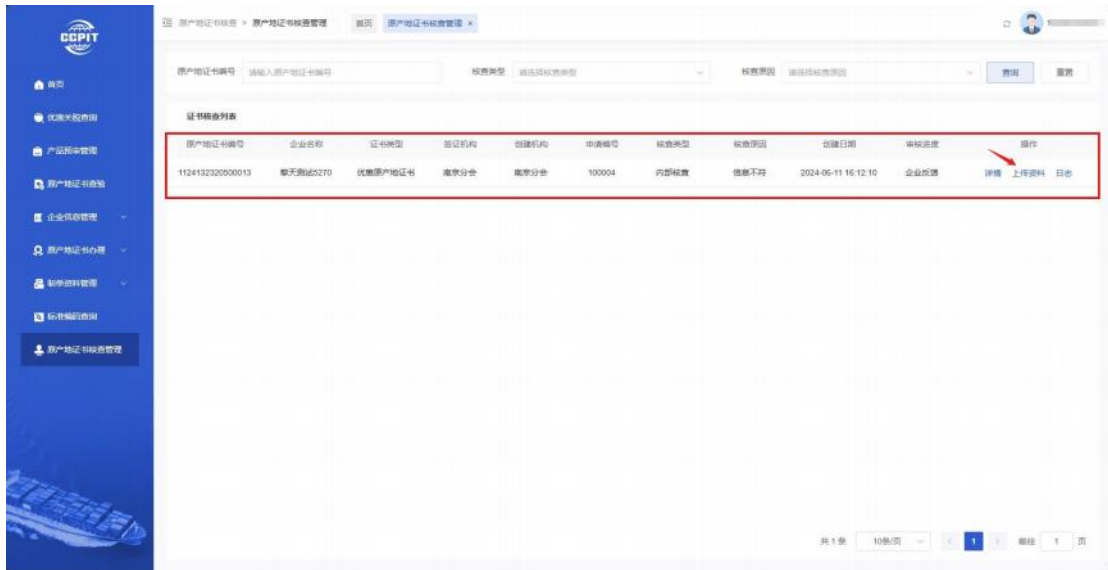 CCPIT
原产地证书核查 > 原产地证书核查管理
首页 原产地证书核查管理 ×
原产地证书编号 请输入原产地证书编号 核查类型 请选择核查类型 核查原因 请选择核查原因 查询 重置
首页
优惠关税查询
产品预审管理
原产地证书查验
企业信息管理
原产地证书办理
制单资料管理
标准编码查询
原产地证书核查管理
证书核查列表
原产地证书编号 企业名称 证书类型 签证机构 创建机构 申请编号 核查类型 核查原因 创建日期 审核进度 操作
1124132320500013 擎天测试5270 优惠原产地证书 南京分会 南京分会 100004 内部核查 信息不符 2024-06-11 16:12:10 企业反馈 详情 上传资料 日志
共 1 条 10条/页 1 前往 1 页